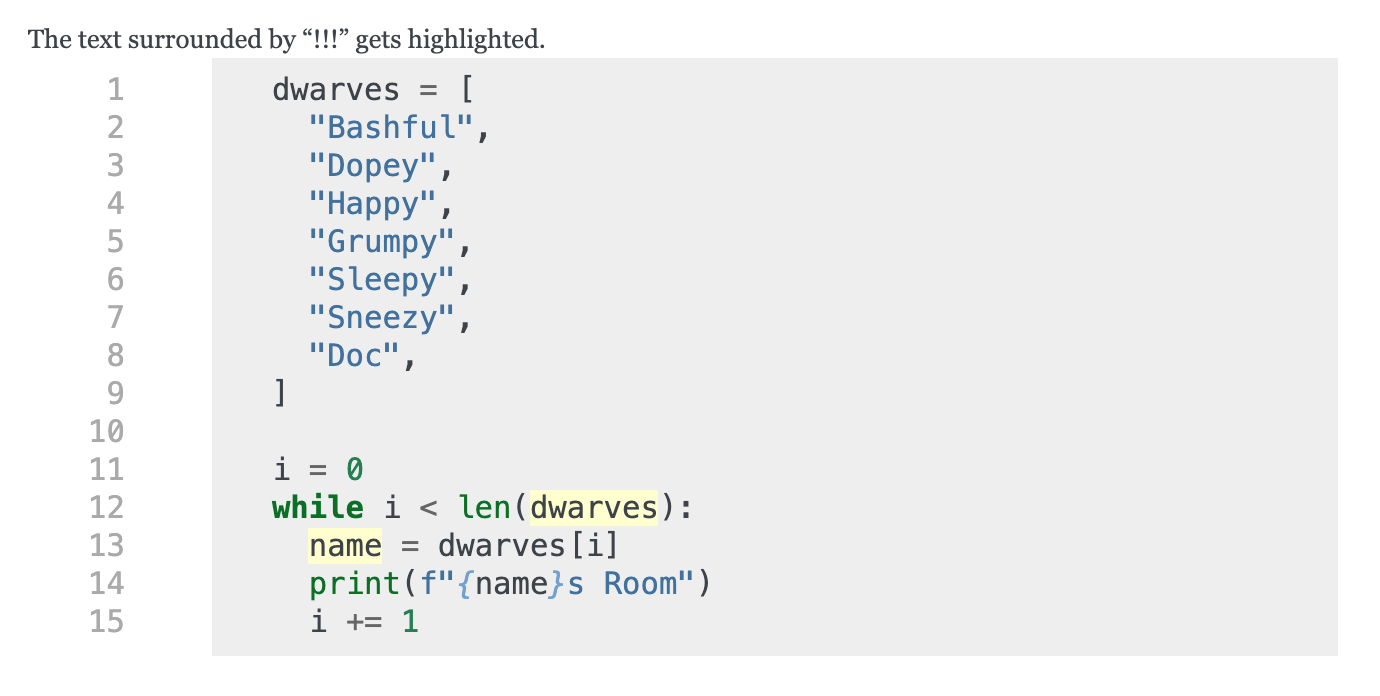 The text surrounded by “!!!” gets highlighted.
1 dwarves = [
2   "Bashful",
3   "Dopey",
4   "Happy",
5   "Grumpy",
6   "Sleepy",
7   "Sneezy",
8   "Doc",
9 ]
10
11 i = 0
12 while i < len(dwarves):
13   name = dwarves[i]
14   print(f"{name}s Room")
15   i += 1